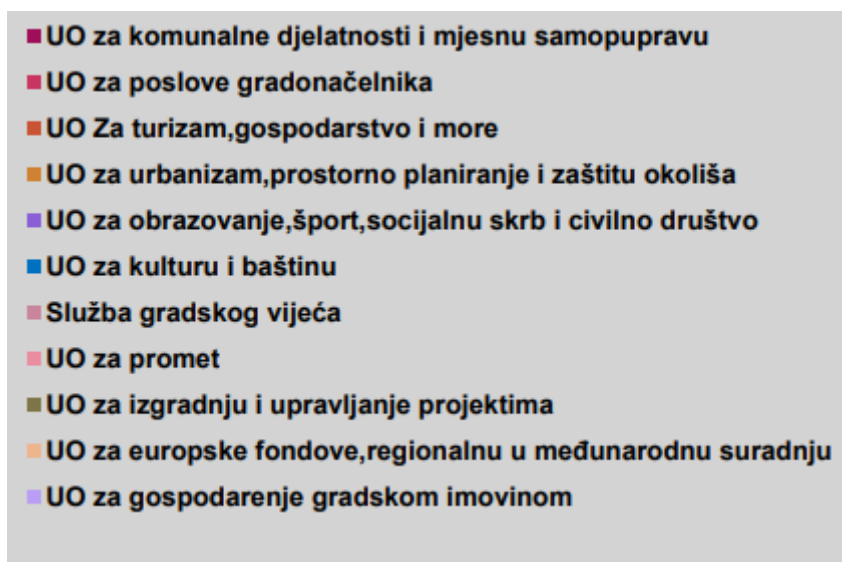 UO za komunalne djelatnosti i mjesnu samopupravu
UO za poslove gradonačelnika
UO Za turizam,gospodarstvo i more
UO za urbanizam,prostorno planiranje i zaštitu okoliša
UO za obrazovanje,šport,socijalnu skrb i civilno društvo
UO za kulturu i baštinu
Služba gradskog vijeća
UO za promet
UO za izgradnju i upravljanje projektima
UO za europske fondove,regionalnu u međunarodnu suradnju
UO za gospodarenje gradskom imovinom